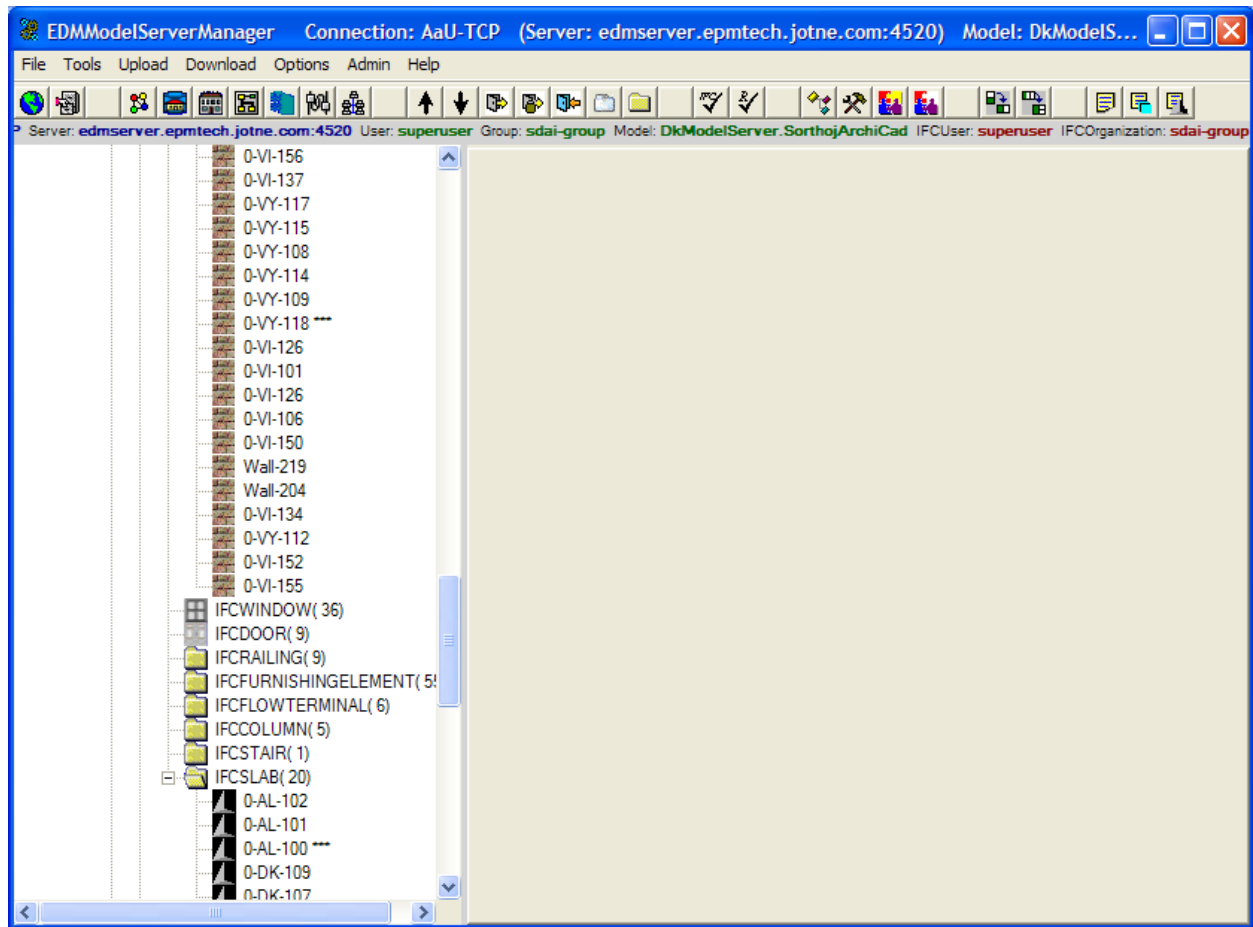 EDMModelServerManager Connection: AaU-TCP (Server: edmserver.epmtech.jotne.com:4520) Model: DkModelS...
File Tools Upload Download Options Admin Help
Server: edmserver.epmtech.jotne.com:4520 User: superuser Group: sdai-group Model: DkModelServer.SorthojArchiCad IFCUser: superuser IFCOrganization: sdai-group
0-VI-156
0-VI-137
0-VY-117
0-VY-115
0-VY-108
0-VY-114
0-VY-109
0-VY-118 ***
0-VI-126
0-VI-101
0-VI-126
0-VI-106
0-VI-150
Wall-219
Wall-204
0-VI-134
0-VY-112
0-VI-152
0-VI-155
IFCWINDOW( 36)
IFCDOOR( 9)
IFCRAILING( 9)
IFCFURNISHINGELEMENT(
IFCFLOWTERMINAL( 6)
IFCCOLUMN( 5)
IFCSTAIR( 1)
IFCSLAB( 20)
0-AL-102
0-AL-101
0-AL-100 ***
0-DK-109
0-DK-107